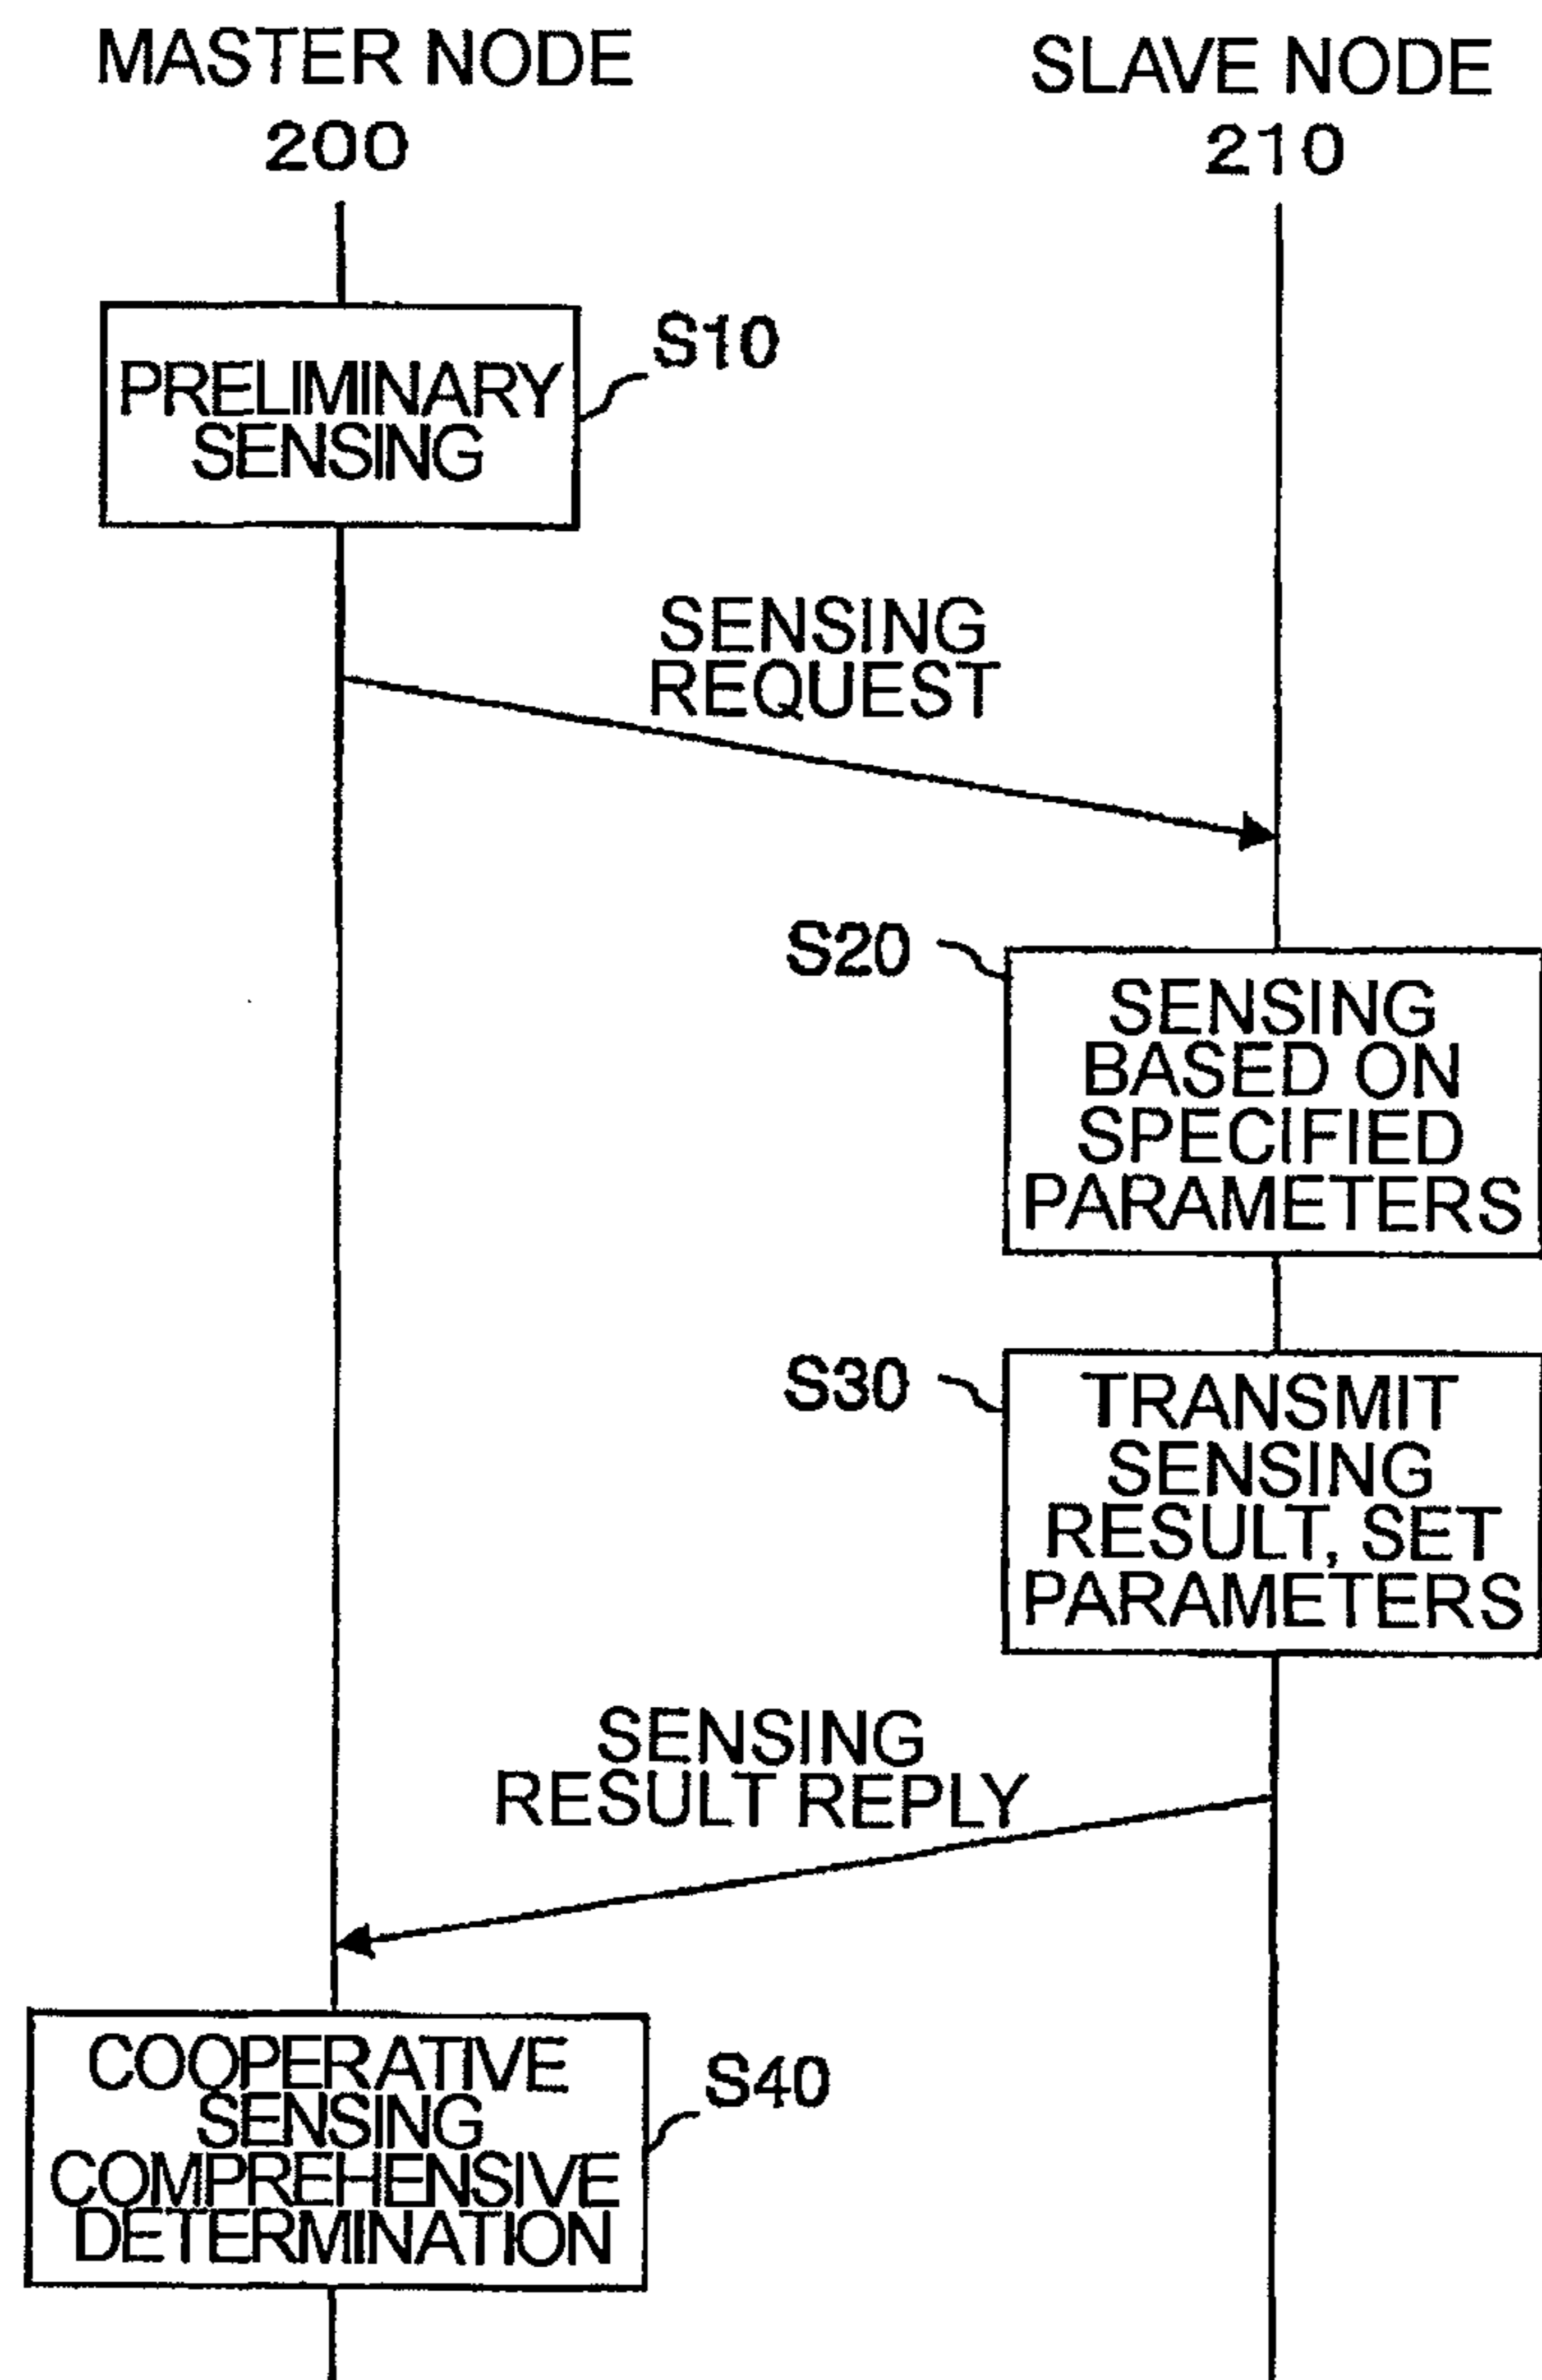 MASTER NODE
200
SLAVE NODE
210
PRELIMINARY
SENSING
S10
SENSING
REQUEST
S20
SENSING
BASED ON
SPECIFIED
PARAMETERS
S30
TRANSMIT
SENSING
RESULT, SET
PARAMETERS
SENSING
RESULT REPLY
COOPERATIVE
SENSING
COMPREHENSIVE
DETERMINATION
S40